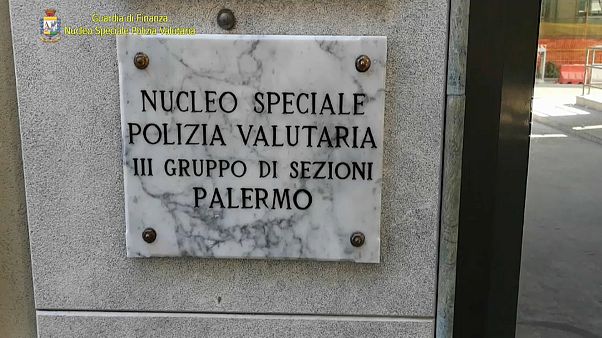 Guardia di Finanza
Nucleo Speciale Polizia Valutaria
NUCLEO SPECIALE
POLIZIA VALUTARIA
III GRUPPO DI SEZIONI
PALERMO